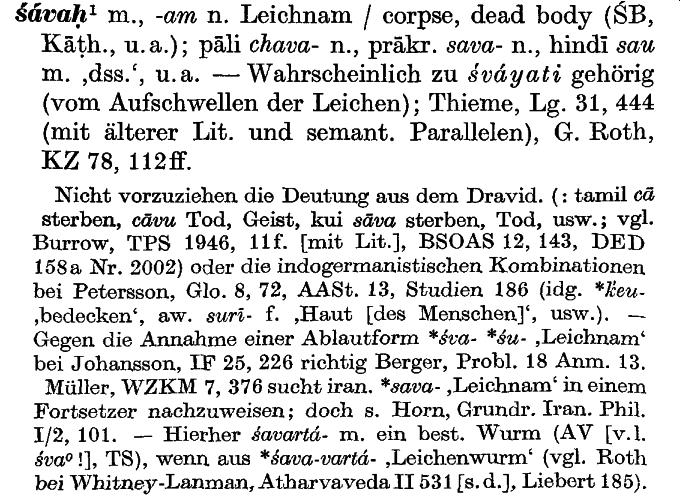 śávaḥ¹ m., -am n. Leichnam / corpse, dead body (ŚB,
Kāṭh., u. a.); pāli chava- n., prākr. sava- n., hindī sau
m. ‚dss.‘, u. a. — Wahrscheinlich zu śváyati gehörig
(vom Aufschwellen der Leichen); Thieme, Lg. 31, 444
(mit älterer Lit. und semant. Parallelen), G. Roth,
KZ 78, 112ff.
Nicht vorzuziehen die Deutung aus dem Dravid. (: tamil cā
sterben, cāvu Tod, Geist, kui sāva sterben, Tod, usw.; vgl.
Burrow, TPS 1946, 11f. [mit Lit.], BSOAS 12, 143, DED
158a Nr. 2002) oder die indogermanistischen Kombinationen
bei Petersson, Glo. 8, 72, AASt. 13, Studien 186 (idg. *k̑eu-
‚bedecken‘, aw. surī- f. ‚Haut [des Menschen]‘, usw.). —
Gegen die Annahme einer Ablautform *śva- *śu- ‚Leichnam‘
bei Johansson, IF 25, 226 richtig Berger, Probl. 18 Anm. 13.
Müller, WZKM 7, 376 sucht iran. *sava- ‚Leichnam‘ in einem
Fortsetzer nachzuweisen; doch s. Horn, Grundr. Iran. Phil.
I/2, 101. — Hierher śavartá- m. ein best. Wurm (AV [v. l.
śvaº !], TS), wenn aus *śava-vartá- ‚Leichenwurm‘ (vgl. Roth
bei Whitney-Lanman, Atharvaveda II 531 [s. d.], Liebert 185).